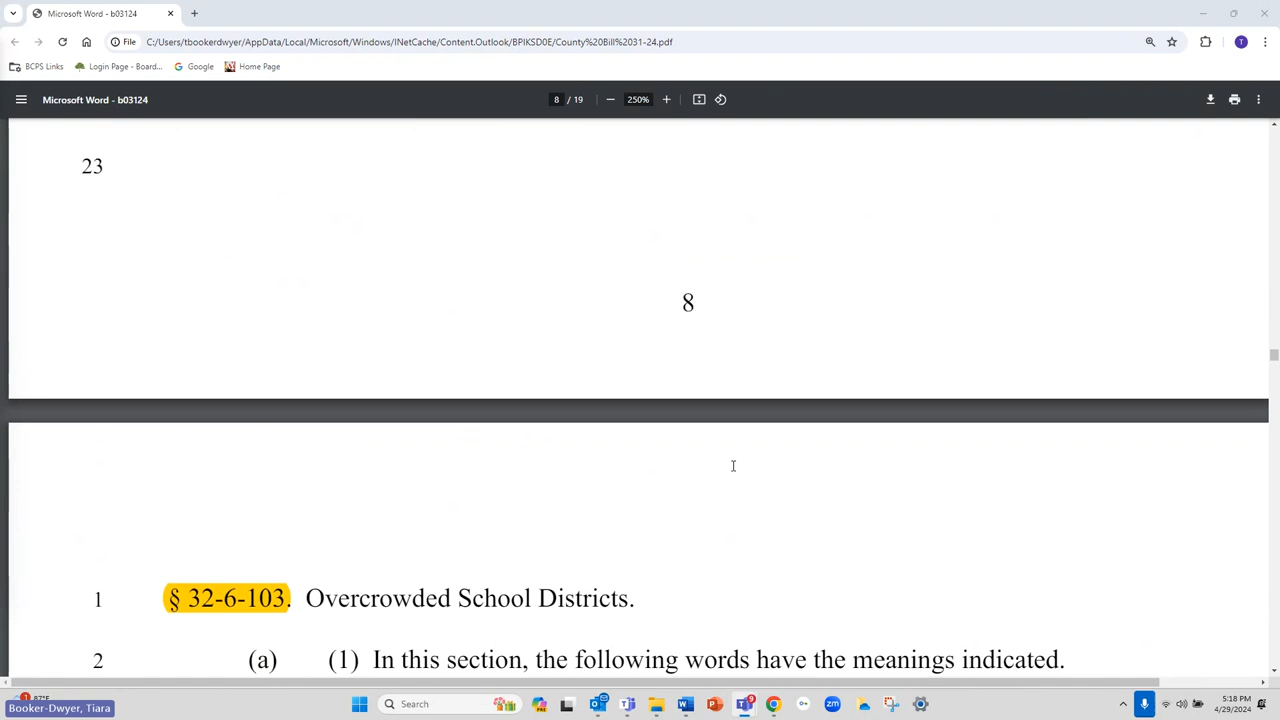 Microsoft Word - b03124
File
C:/Users/tbookerdwyer/AppData/Local/Microsoft/Windows/INetCache/Content.Outlook/BPIKSD0E/County%20Bill%2031-24.pdf
T
BCPS Links
Login Page - Board...
Google
Home Page
Microsoft Word - b03124
8 / 19
250%
23
8
1 § 32-6-103. Overcrowded School Districts.
2 (a) (1) In this section, the following words have the meanings indicated.
87°F
Booker-Dwyer, Tiara
Search
5:18 PM
4/29/2024